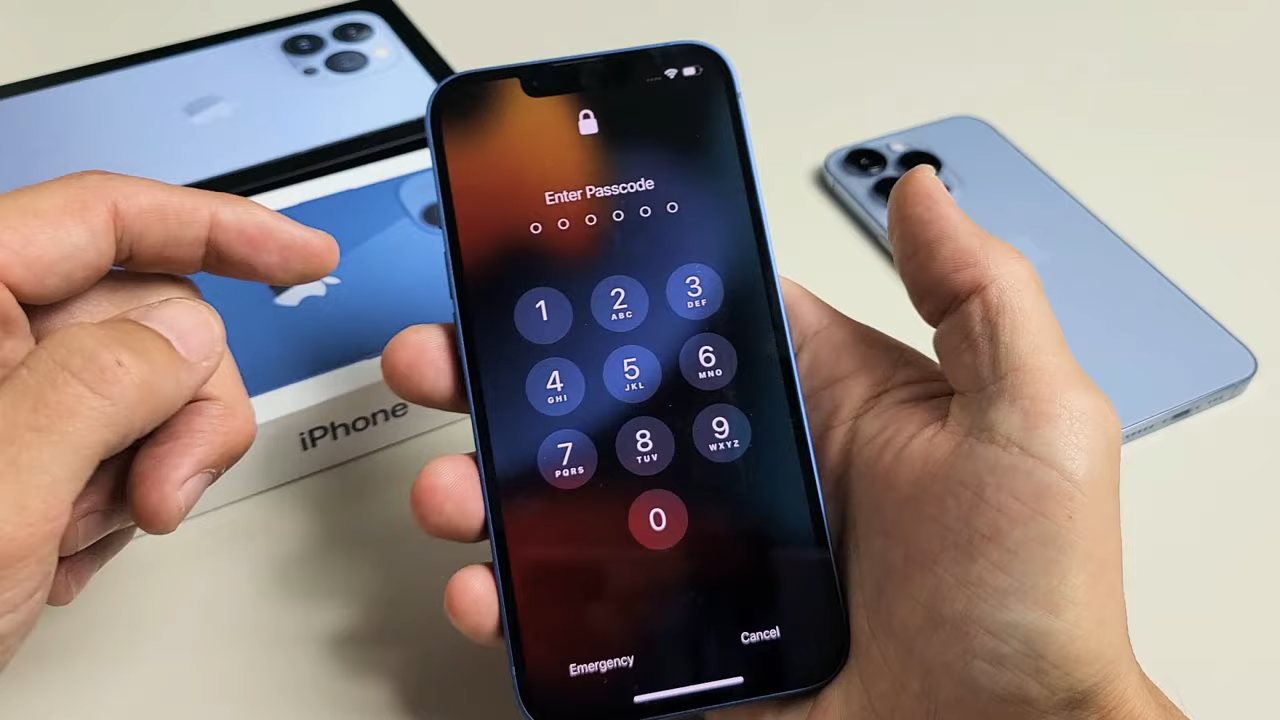 Enter Passcode
1
2
ABC
3
DEF
4
GHI
5
JKL
6
MNO
7
PQRS
8
TUV
9
WXYZ
0
Emergency
Cancel
iPhone